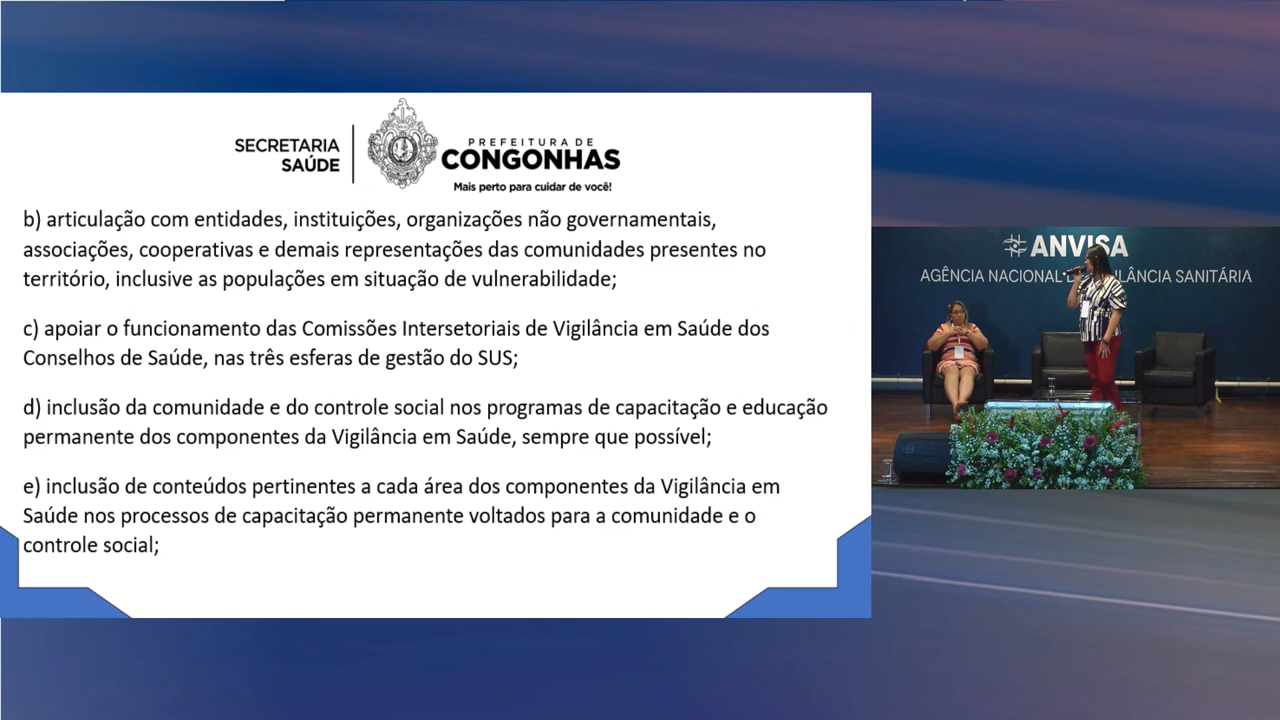 SECRETARIA
SAÚDE
PREFEITURA DE
CONGONHAS
Mais perto para cuidar de você!
b) articulação com entidades, instituições, organizações não governamentais,
associações, cooperativas e demais representações das comunidades presentes no
território, inclusive as populações em situação de vulnerabilidade;
c) apoiar o funcionamento das Comissões Intersetoriais de Vigilância em Saúde dos
Conselhos de Saúde, nas três esferas de gestão do SUS;
d) inclusão da comunidade e do controle social nos programas de capacitação e educação
permanente dos componentes da Vigilância em Saúde, sempre que possível;
e) inclusão de conteúdos pertinentes a cada área dos componentes da Vigilância em
Saúde nos processos de capacitação permanente voltados para a comunidade e o
controle social;
ANVISA
AGÊNCIA NACIONAL SANITÁRIA